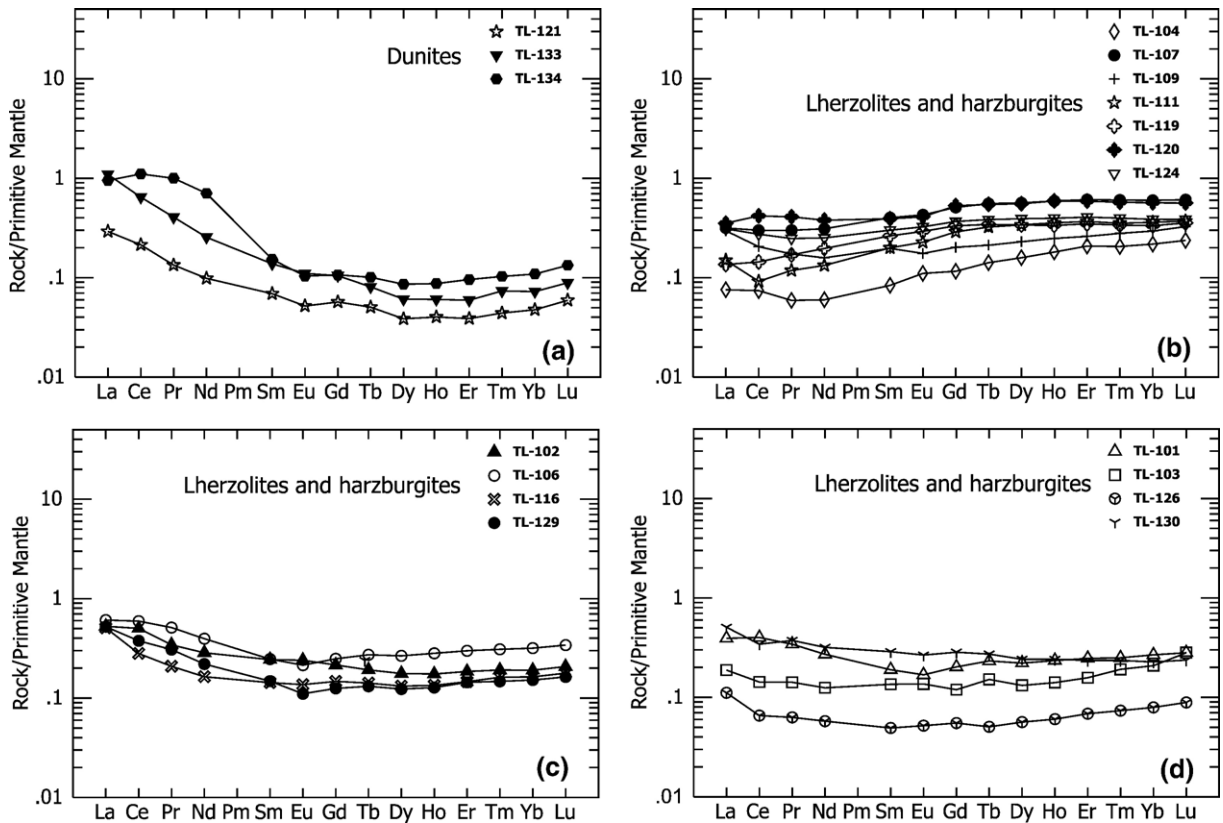 Rock/Primitive Mantle
10
1
0.1
.01
Dunites
TL-121
TL-133
TL-134
(a)
La Ce Pr Nd Pm Sm Eu Gd Tb Dy Ho Er Tm Yb Lu
Rock/Primitive Mantle
10
1
0.1
.01
Lherzolites and harzburgites
TL-104
TL-107
TL-109
TL-111
TL-119
TL-120
TL-124
(b)
La Ce Pr Nd Pm Sm Eu Gd Tb Dy Ho Er Tm Yb Lu
Rock/Primitive Mantle
10
1
0.1
.01
Lherzolites and harzburgites
TL-102
TL-106
TL-116
TL-129
(c)
La Ce Pr Nd Pm Sm Eu Gd Tb Dy Ho Er Tm Yb Lu
Rock/Primitive Mantle
10
1
0.1
.01
Lherzolites and harzburgites
TL-101
TL-103
TL-126
TL-130
(d)
La Ce Pr Nd Pm Sm Eu Gd Tb Dy Ho Er Tm Yb Lu